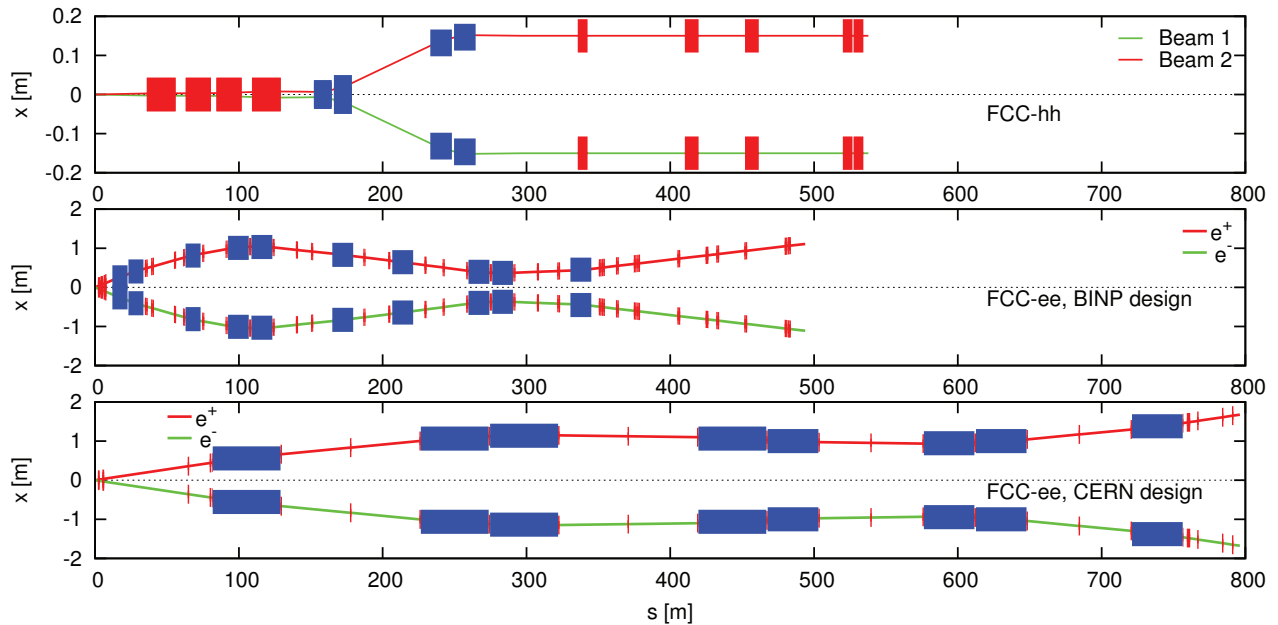 0.2
0.1
0
-0.1
-0.2
x [m]
Beam 1
Beam 2
FCC-hh
0 100 200 300 400 500 600 700 800
2
1
0
-1
-2
x [m]
e+
e-
FCC-ee, BINP design
0 100 200 300 400 500 600 700 800
2
1
0
-1
-2
x [m]
e+
e-
FCC-ee, CERN design
0 100 200 300 400 500 600 700 800
s [m]